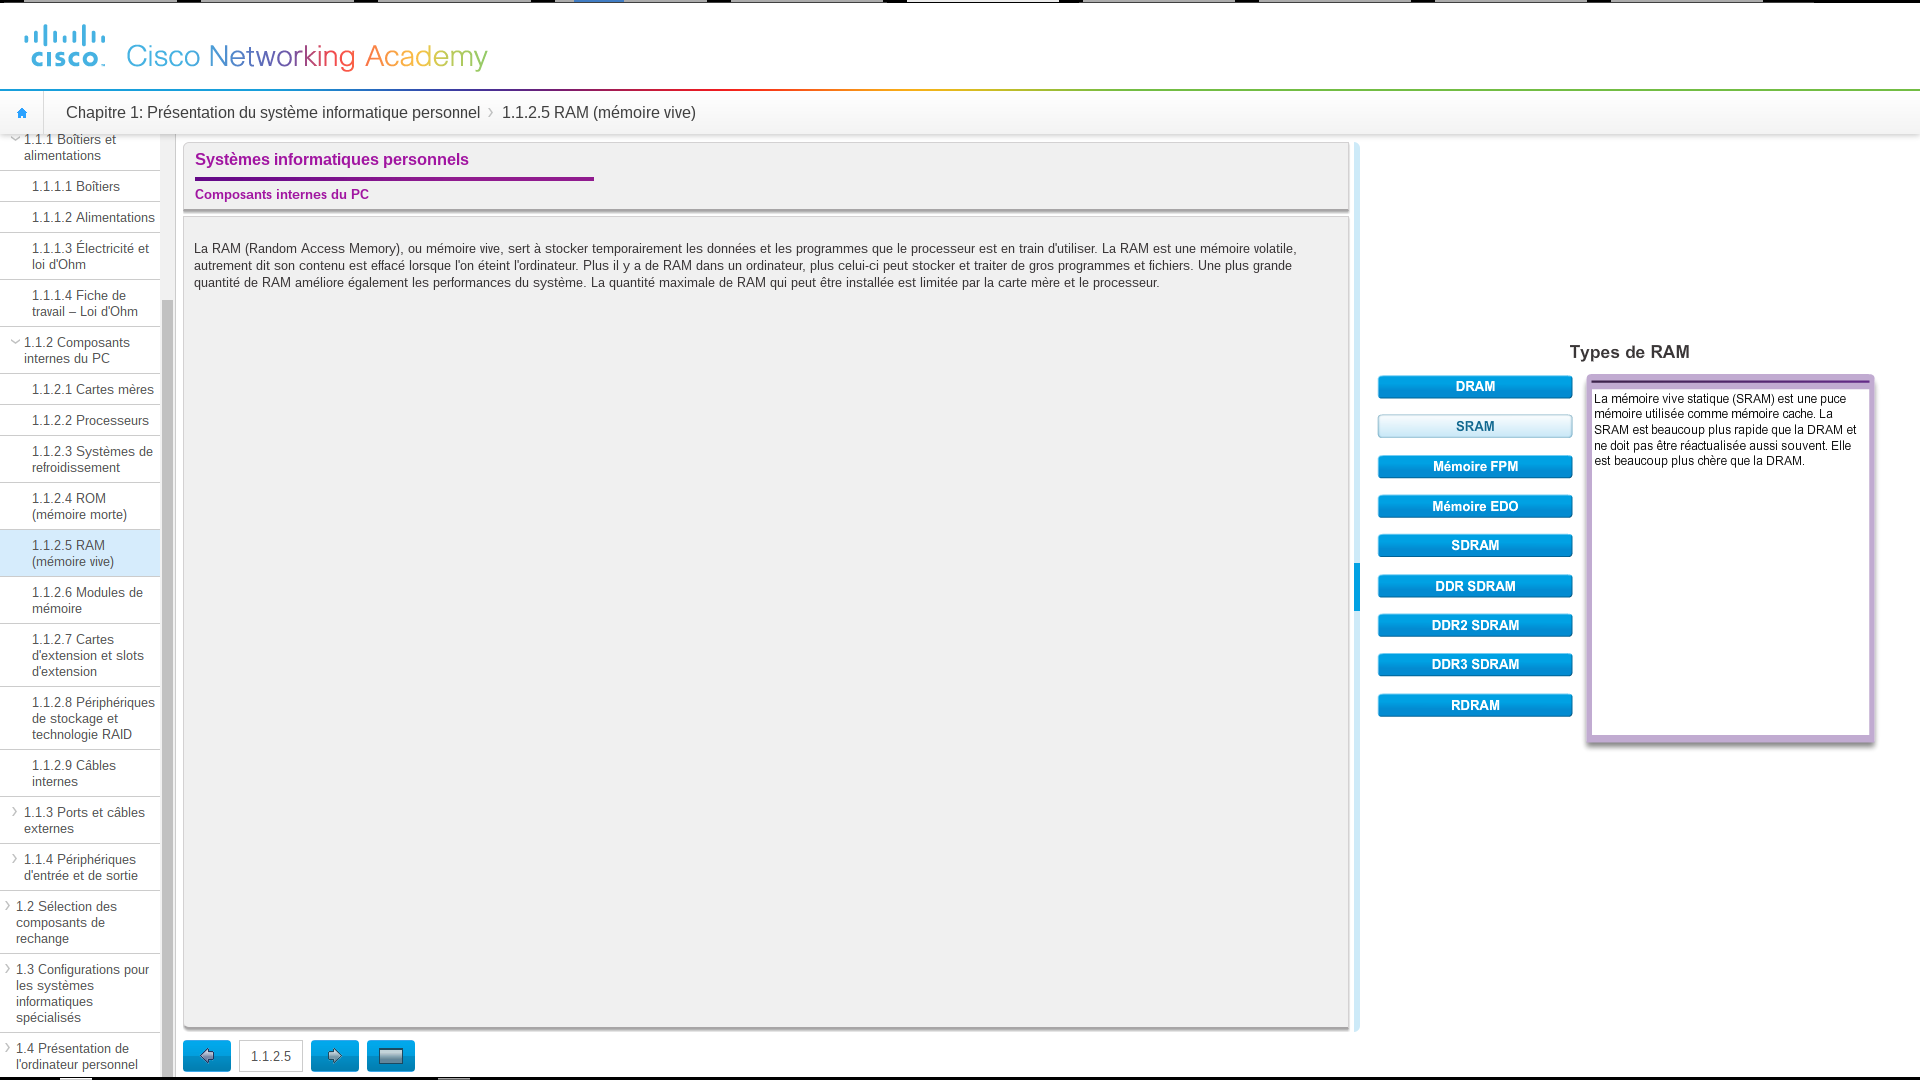 CISCO
Cisco Networking Academy
Chapitre 1: Présentation du système informatique personnel
1.1.2.5 RAM (mémoire vive)
1.1.1 Boîtiers et
alimentations
1.1.1.1 Boîtiers
1.1.1.2 Alimentations
1.1.1.3 Électricité et
loi d'Ohm
1.1.1.4 Fiche de
travail – Loi d'Ohm
1.1.2 Composants
internes du PC
1.1.2.1 Cartes mères
1.1.2.2 Processeurs
1.1.2.3 Systèmes de
refroidissement
1.1.2.4 ROM
(mémoire morte)
1.1.2.5 RAM
(mémoire vive)
1.1.2.6 Modules de
mémoire
1.1.2.7 Cartes
d'extension et slots
d'extension
1.1.2.8 Périphériques
de stockage et
technologie RAID
1.1.2.9 Câbles
internes
1.1.3 Ports et câbles
externes
1.1.4 Périphériques
d'entrée et de sortie
1.2 Sélection des
composants de
rechange
1.3 Configurations pour
les systèmes
informatiques
spécialisés
1.4 Présentation de
l'ordinateur personnel
Systèmes informatiques personnels
Composants internes du PC
La RAM (Random Access Memory), ou mémoire vive, sert à stocker temporairement les données et les programmes que le processeur est en train d'utiliser. La RAM est une mémoire volatile,
autrement dit son contenu est effacé lorsque l'on éteint l'ordinateur. Plus il y a de RAM dans un ordinateur, plus celui-ci peut stocker et traiter de gros programmes et fichiers. Une plus grande
quantité de RAM améliore également les performances du système. La quantité maximale de RAM qui peut être installée est limitée par la carte mère et le processeur.
1.1.2.5
Types de RAM
DRAM
SRAM
Mémoire FPM
Mémoire EDO
SDRAM
DDR SDRAM
DDR2 SDRAM
DDR3 SDRAM
RDRAM
La mémoire vive statique (SRAM) est une puce
mémoire utilisée comme mémoire cache. La
SRAM est beaucoup plus rapide que la DRAM et
ne doit pas être réactualisée aussi souvent. Elle
est beaucoup plus chère que la DRAM.